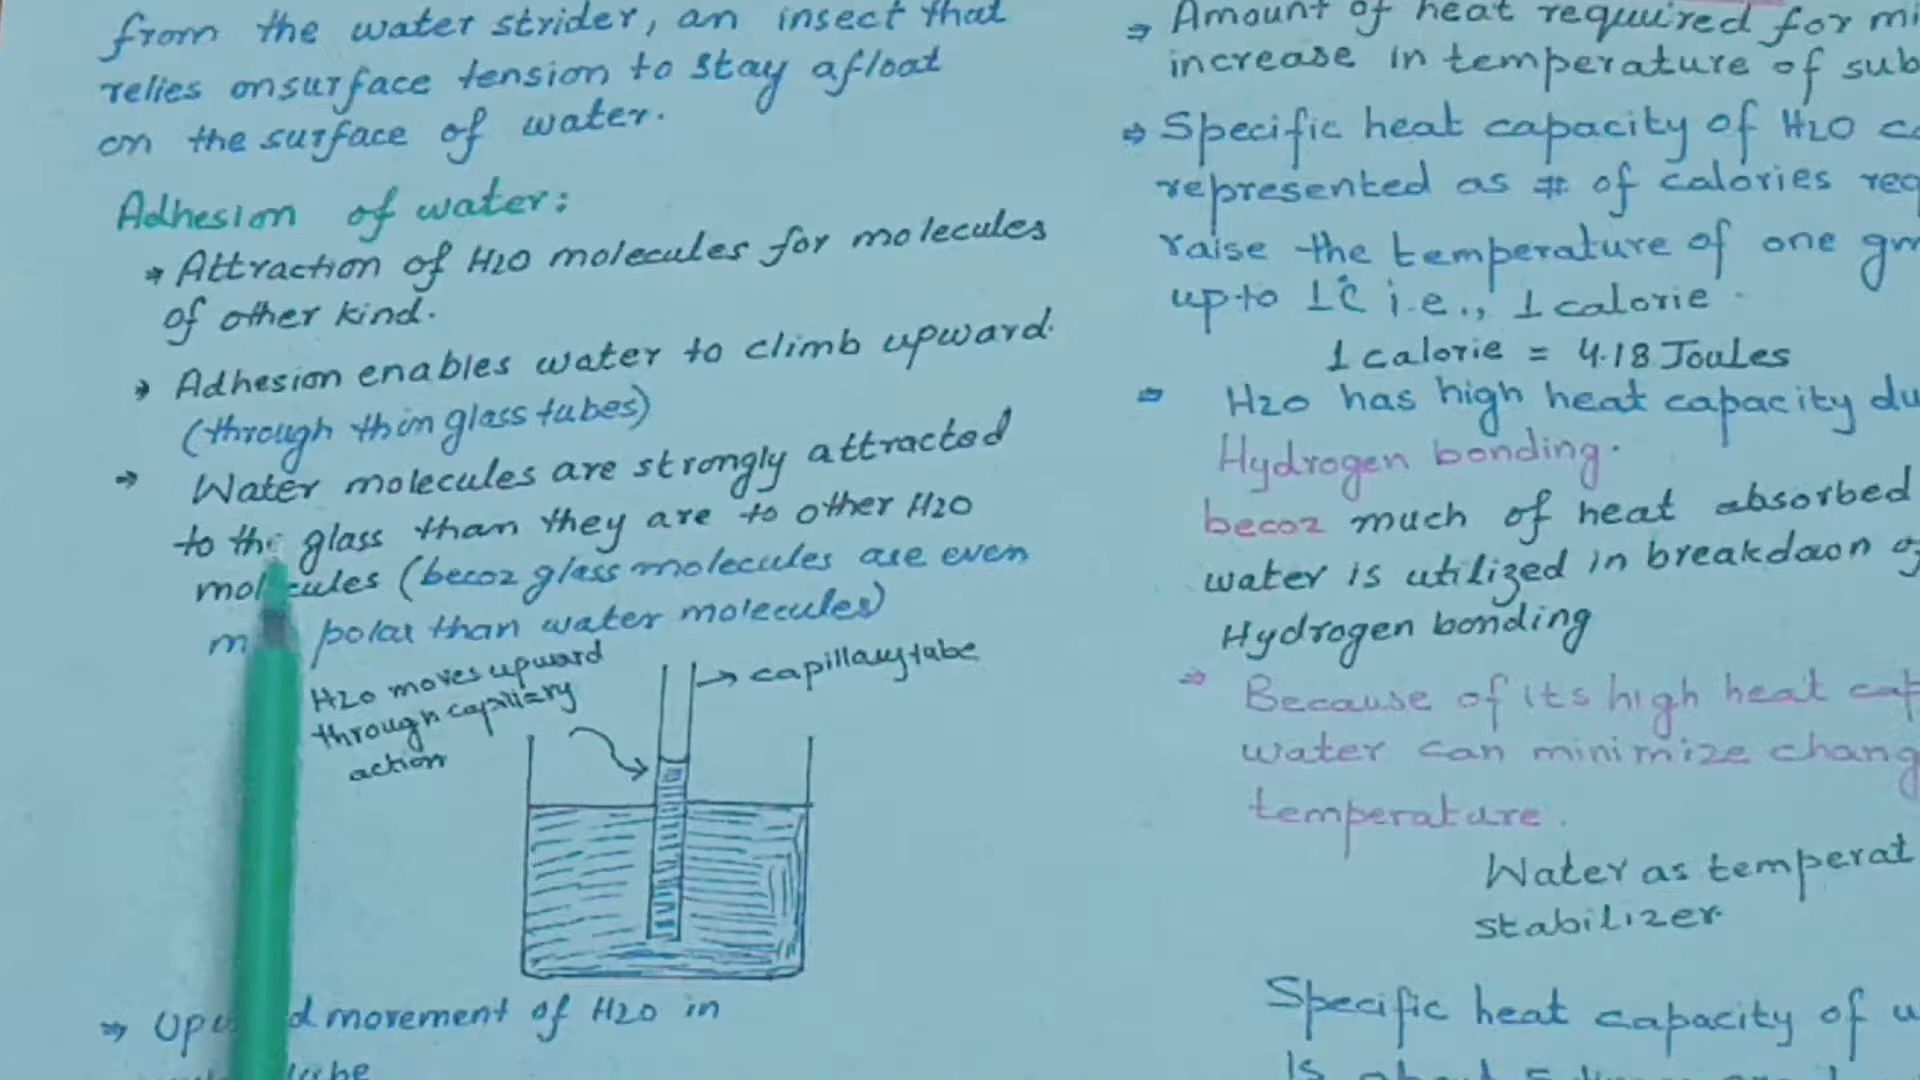 from the water strider, an insect that
relies on surface tension to stay afloat
on the surface of water.
Adhesion of water:
⇒ Attraction of H2O molecules for molecules
of other kind.
⇒ Adhesion enables water to climb upward.
(through thin glass tubes)
⇒ Water molecules are strongly attracted
to the glass than they are to other H2O
molecules (becoz glass molecules are even
polar than water molecules)
H2O moves upward
through capillary
action
→ capillary tube
⇒ movement of H2O in
⇒ Amount of heat requuired for
increase in temperature of
⇒ Specific heat capacity of H2O
represented as # of calories
raise the temperature of one
upto 1°C i.e., 1 calorie.
1 calorie = 4.18 Joules
⇒ H2O has high heat capacity
Hydrogen bonding.
becoz much of heat absorbed
water is utilized in breakdown
Hydrogen bonding
⇒ Because of its high heat
water can minimize
temperature.
Water as
stabilizer.
Specific heat capacity of